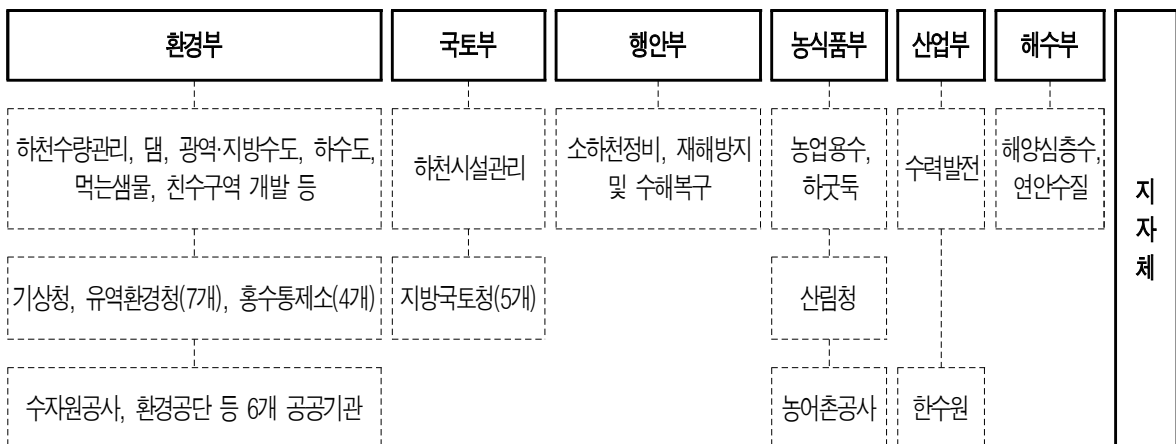 환경부
국토부
행안부
농식품부
산업부
해수부
하천수량관리, 댐, 광역·지방수도, 하수도,
먹는샘물, 친수구역 개발 등
하천시설관리
소하천정비, 재해방지
및 수해복구
농업용수,
하굿둑
수력발전
해양심층수,
연안수질
지
자
체
기상청, 유역환경청(7개), 홍수통제소(4개)
지방국토청(5개)
산림청
수자원공사, 환경공단 등 6개 공공기관
농어촌공사
한수원